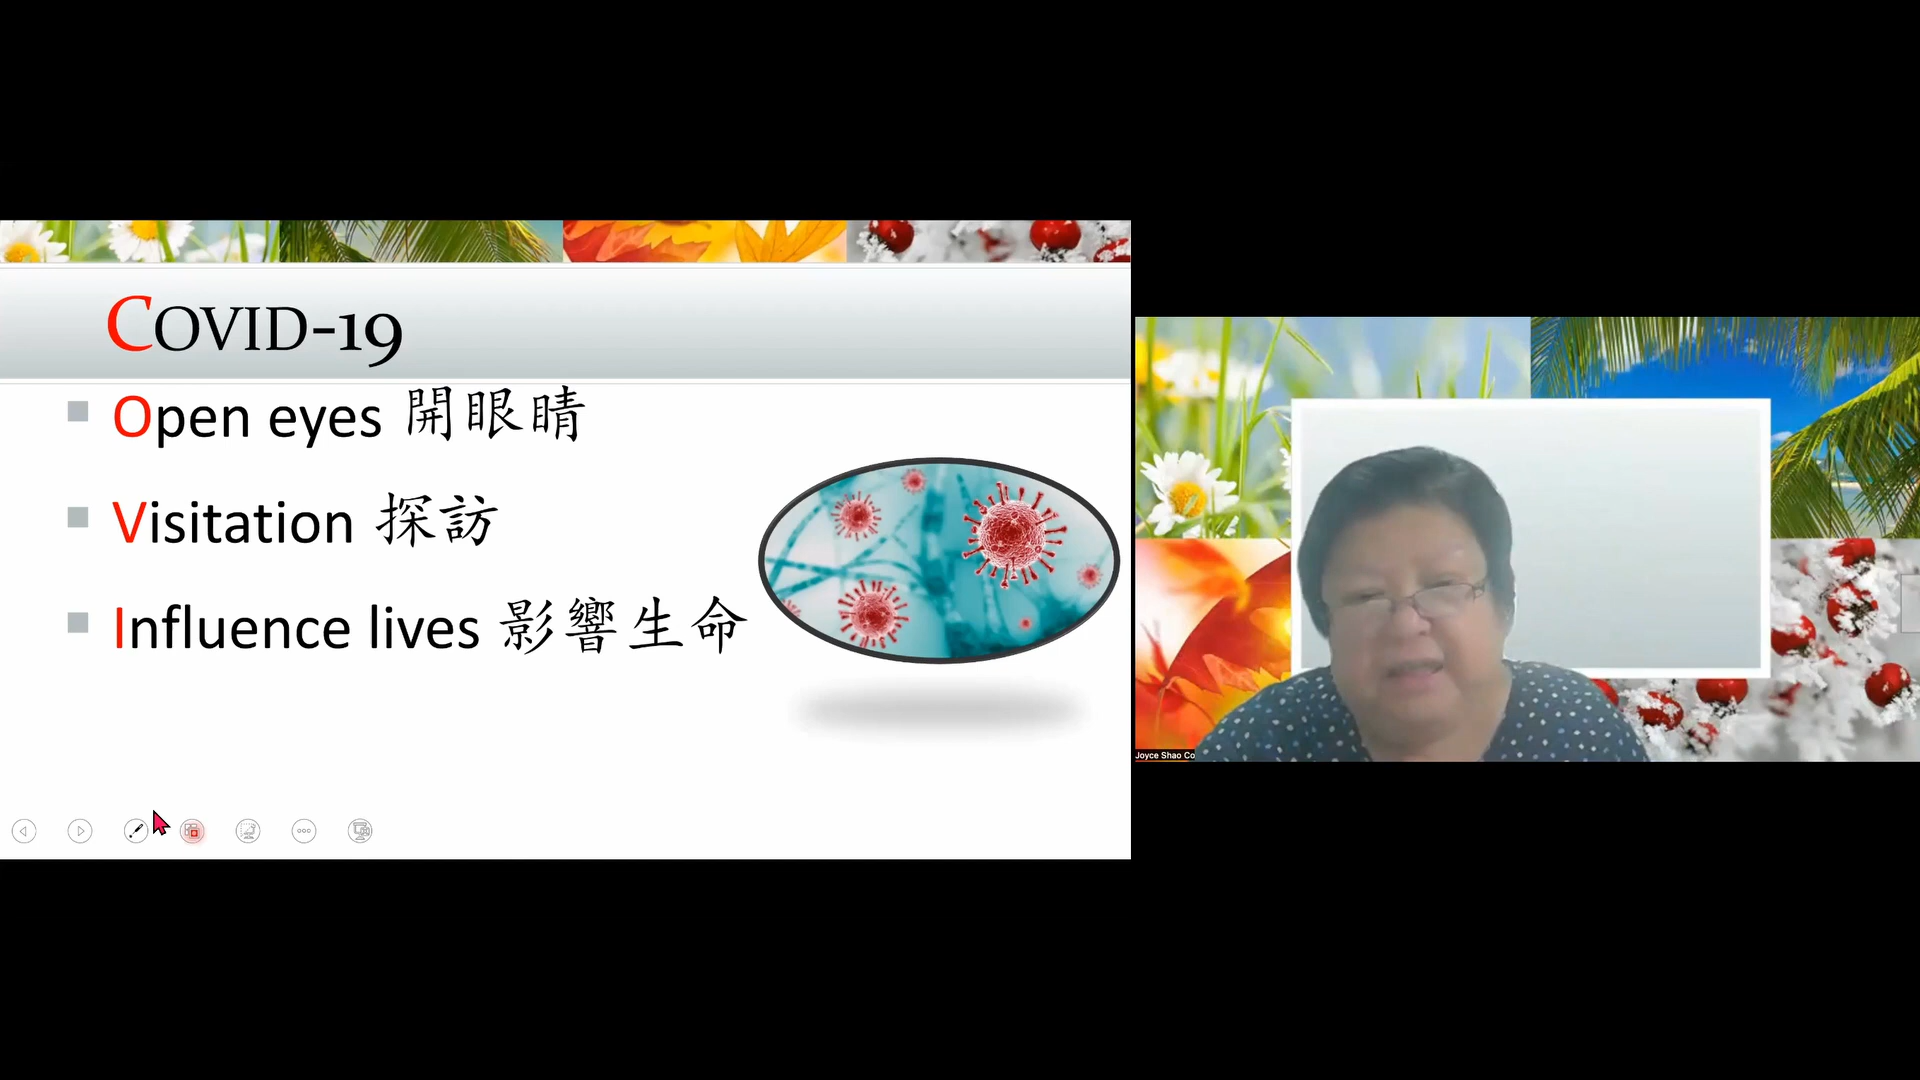 COVID-19
Open eyes 開眼睛
Visitation 探訪
Influence lives 影響生命
Joyce Shao Co